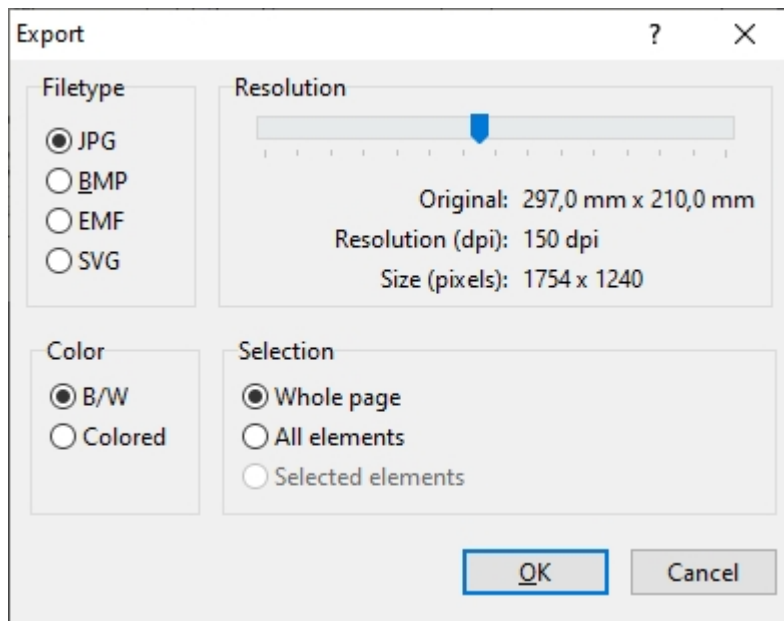 Export
?
Filetype
JPG
BMP
EMF
SVG
Resolution
Original: 297,0 mm x 210,0 mm
Resolution (dpi): 150 dpi
Size (pixels): 1754 x 1240
Color
B/W
Colored
Selection
Whole page
All elements
Selected elements
OK
Cancel